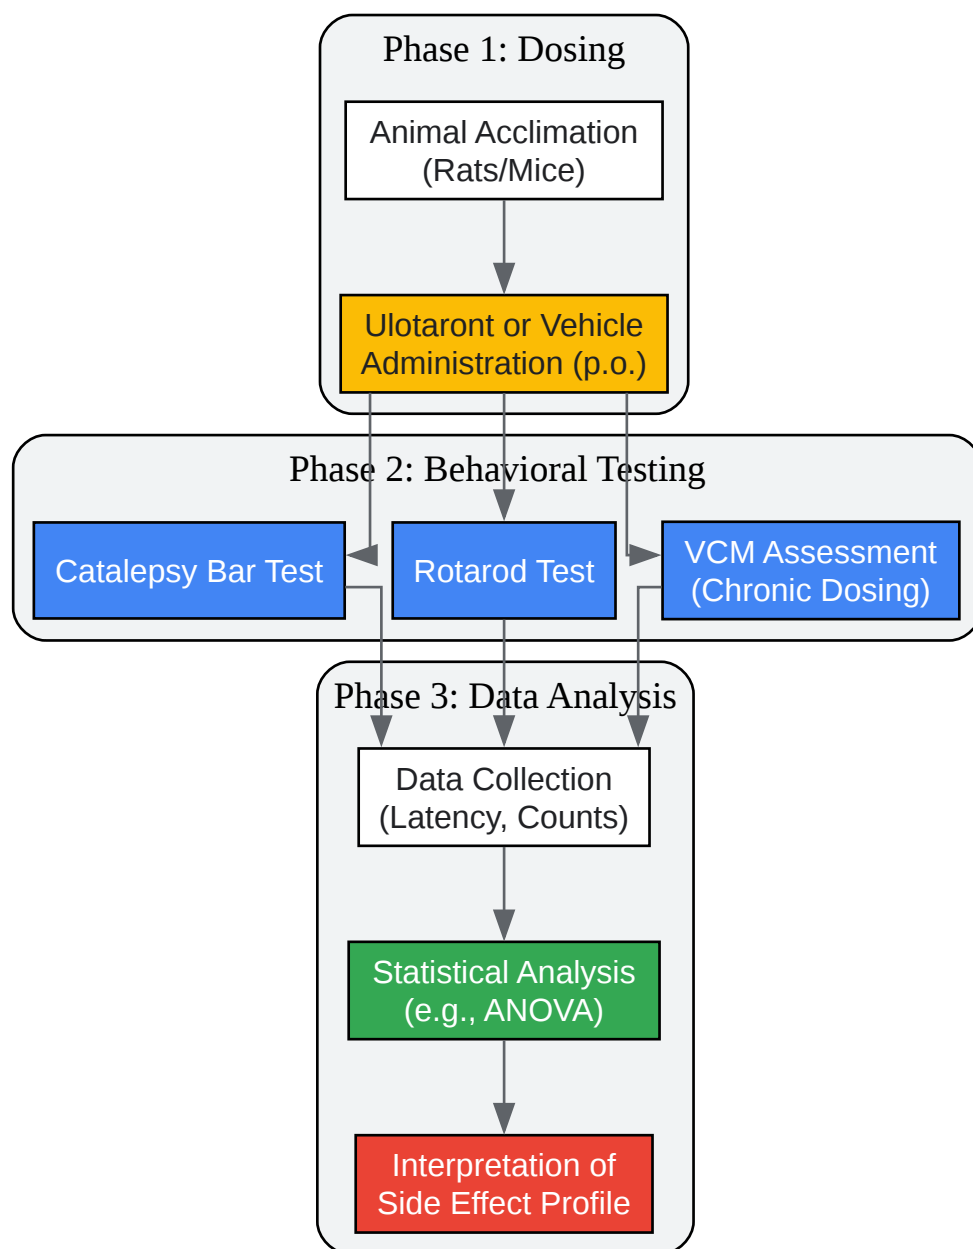 Phase 1: Dosing
Animal Acclimation
(Rats/Mice)
Ulotaront or Vehicle
Administration (p.o.)
Phase 2: Behavioral Testing
Catalepsy Bar Test
Rotarod Test
VCM Assessment
(Chronic Dosing)
Phase 3: Data Analysis
Data Collection
(Latency, Counts)
Statistical Analysis
(e.g., ANOVA)
Interpretation of
Side Effect Profile